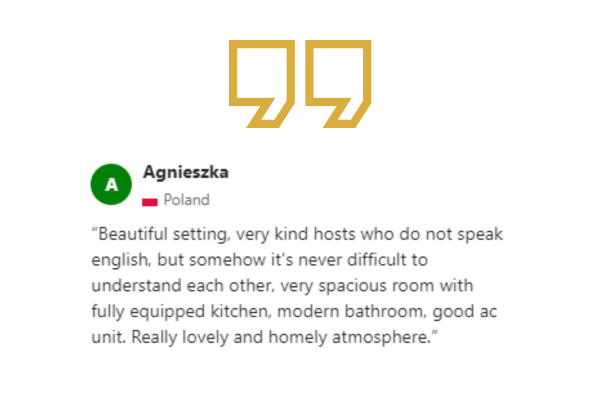 A
Agnieszka
Poland
“Beautiful setting, very kind hosts who do not speak
english, but somehow it's never difficult to
understand each other, very spacious room with
fully equipped kitchen, modern bathroom, good ac
unit. Really lovely and homely atmosphere.”